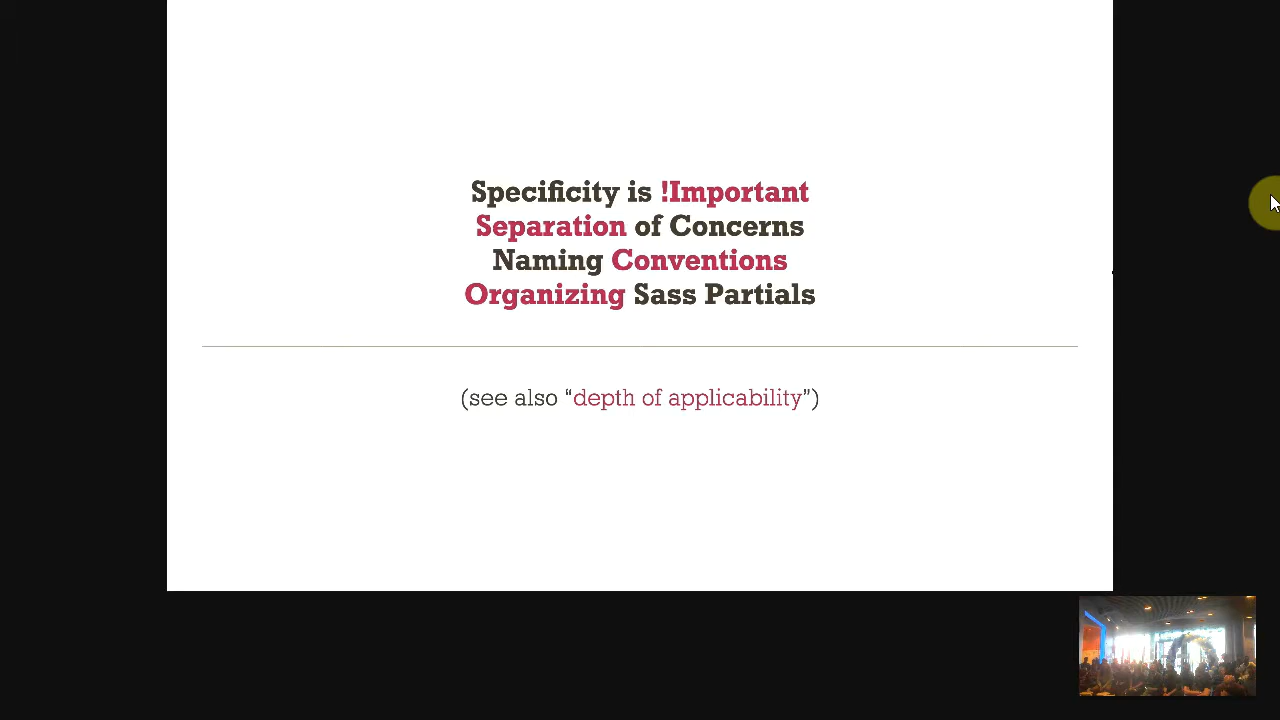 Specificity is !Important
Separation of Concerns
Naming Conventions
Organizing Sass Partials
(see also “depth of applicability”)